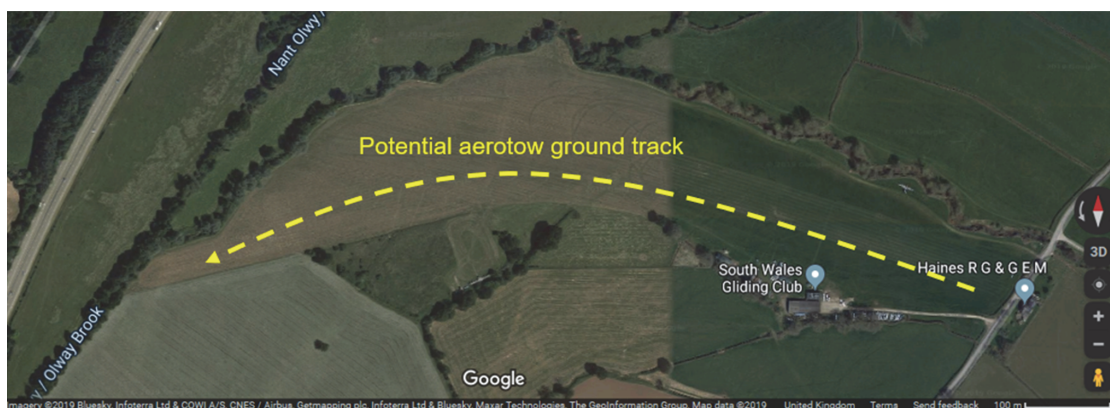 Nant Olwy /
Potential aerotow ground track
South Wales
Gliding Club
Haines R G & G E M
3D
/ Olway Brook
Google
Imagery ©2019 Bluesky, Infoterra Ltd & COWI A/S, CNES / Airbus, Getmapping plc, Infoterra Ltd & Bluesky, Maxar Technologies, The GeoInformation Group, Map data ©2019 United Kingdom Terms Send feedback 100 m